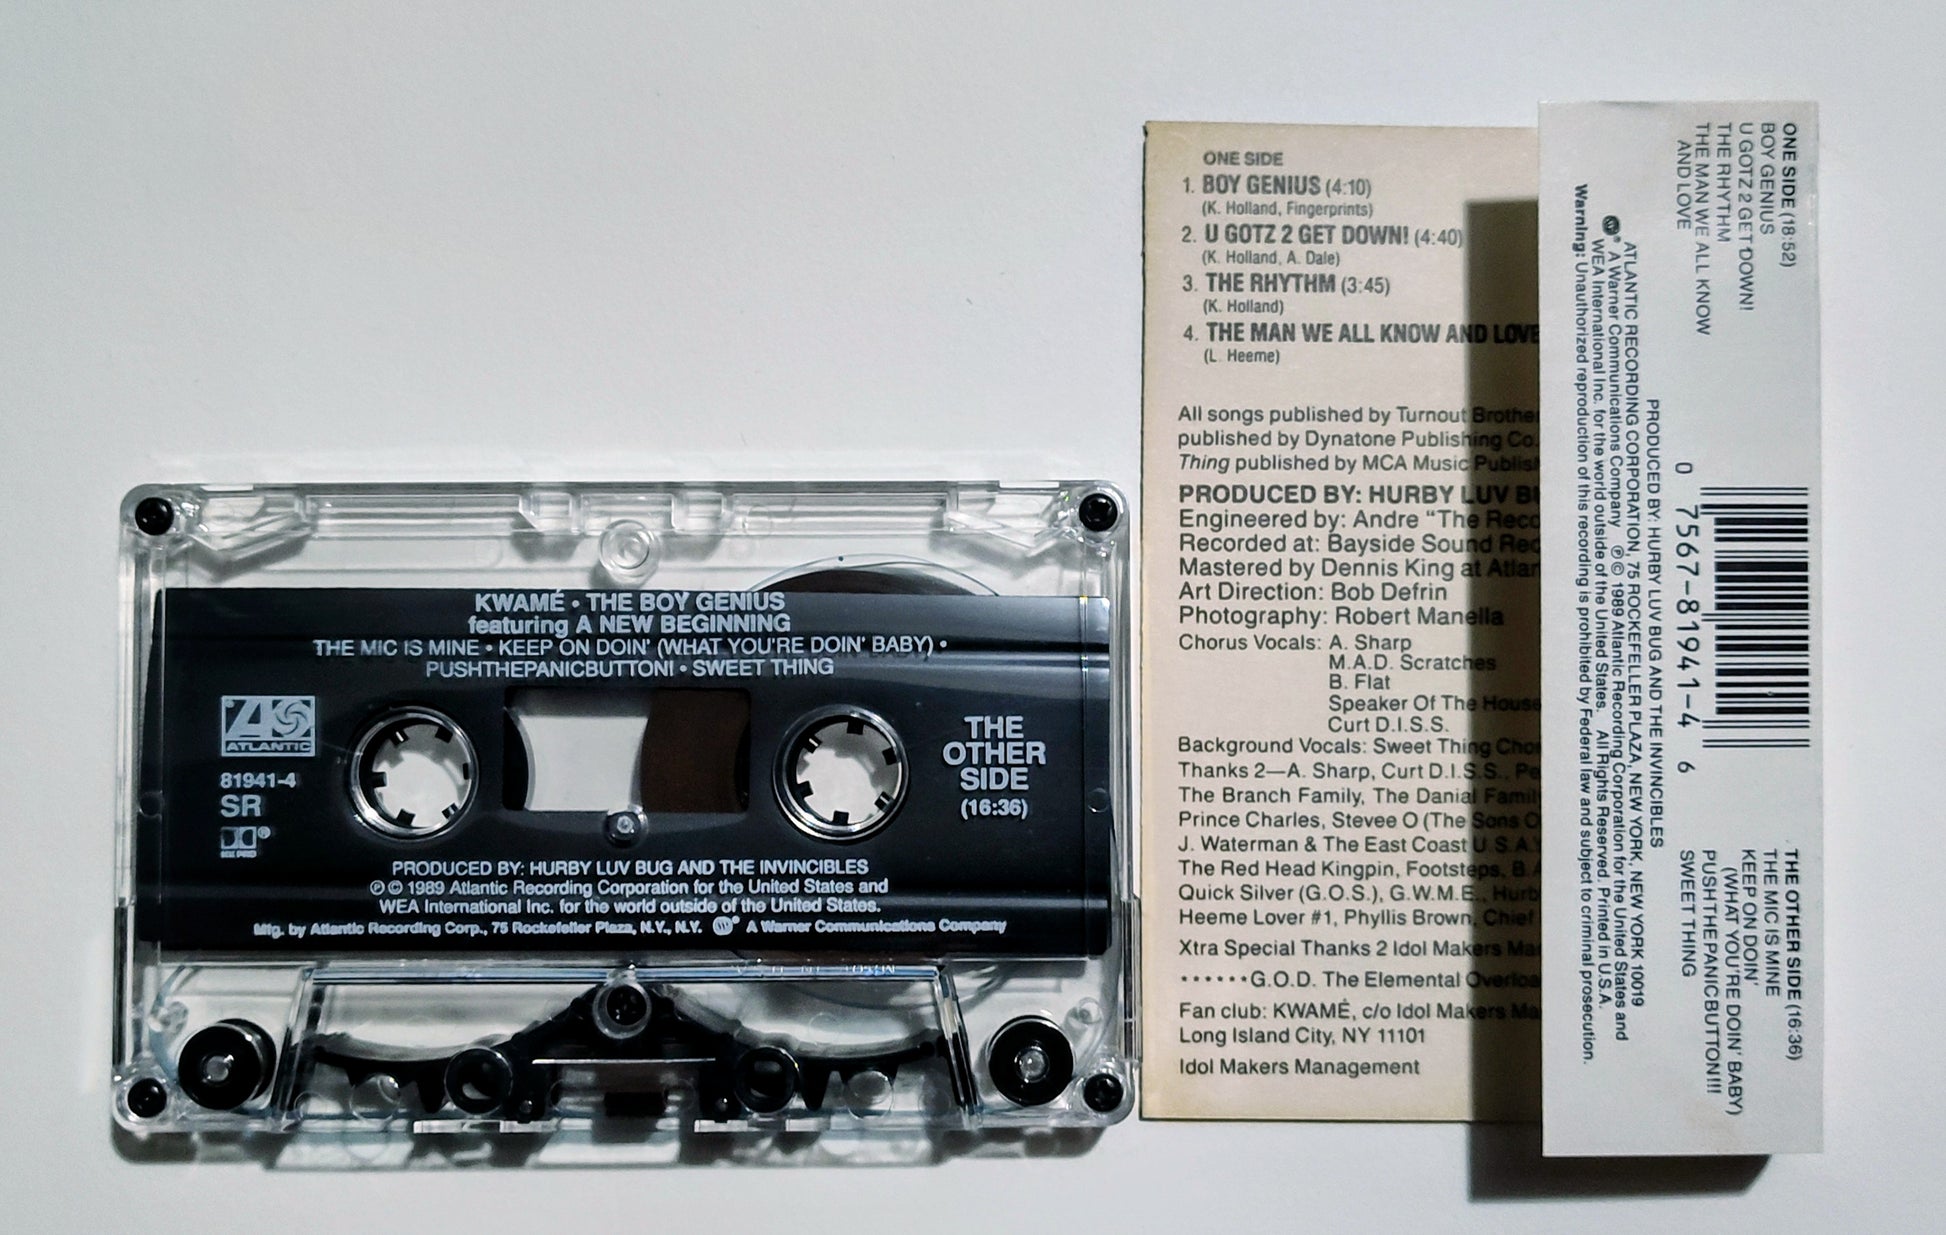 KWAMÉ • THE BOY GENIUS
featuring A NEW BEGINNING
THE MIC IS MINE • KEEP ON DOIN' (WHAT YOU'RE DOIN' BABY) •
PUSHTHEPANICBUTTON! • SWEET THING
ATLANTIC
81941-4
SR
THE
OTHER
SIDE
(16:36)
PRODUCED BY: HURBY LUV BUG AND THE INVINCIBLES
℗ © 1989 Atlantic Recording Corporation for the United States and
WEA International Inc. for the world outside of the United States.
Mfg. by Atlantic Recording Corp., 75 Rockefeller Plaza, N.Y., N.Y. ® A Warner Communications Company
ONE SIDE
1. BOY GENIUS (4:10)
(K. Holland, Fingerprints)
2. U GOTZ 2 GET DOWN! (4:40)
(K. Holland, A. Dale)
3. THE RHYTHM (3:45)
(K. Holland)
4. THE MAN WE ALL KNOW AND LOVE
(L. Heeme)
All songs published by Turnout Brothe
published by Dynatone Publishing Co.
Thing published by MCA Music Publis
PRODUCED BY: HURBY LUV B
Engineered by: Andre "The Reco
Recorded at: Bayside Sound Rec
Mastered by Dennis King at Atlan
Art Direction: Bob Defrin
Photography: Robert Manella
Chorus Vocals: A. Sharp
M.A.D. Scratches
B. Flat
Speaker Of The House
Curt D.I.S.S.
Background Vocals: Sweet Thing Cho
Thanks 2—A. Sharp, Curt D.I.S.S., Pe
The Branch Family, The Danial Famil
Prince Charles, Stevee O (The Sons O
J. Waterman & The East Coast U.S.A.
The Red Head Kingpin, Footsteps, B.
Quick Silver (G.O.S.), G.W.M.E., Hurb
Heeme Lover #1, Phyllis Brown, Chief
Xtra Special Thanks 2 Idol Makers Ma
******G.O.D. The Elemental Overloa
Fan club: KWAMÉ, c/o Idol Makers Ma
Long Island City, NY 11101
Idol Makers Management
ONE SIDE (18:52)
BOY GENIUS
U GOTZ 2 GET DOWN!
THE RHYTHM
THE MAN WE ALL KNOW
AND LOVE
0 7567-81941-4 6
THE OTHER SIDE (16:36)
THE MIC IS MINE
KEEP ON DOIN'
(WHAT YOU'RE DOIN' BABY)
PUSHTHEPANICBUTTON!!!
SWEET THING
PRODUCED BY: HURBY LUV BUG AND THE INVINCIBLES
ATLANTIC RECORDING CORPORATION, 75 ROCKEFELLER PLAZA, NEW YORK, NEW YORK 10019
® A Warner Communications Company ℗ © 1989 Atlantic Recording Corporation for the United States and
WEA International Inc. for the world outside of the United States. All Rights Reserved. Printed in U.S.A.
Warning: Unauthorized reproduction of this recording is prohibited by Federal law and subject to criminal prosecution.